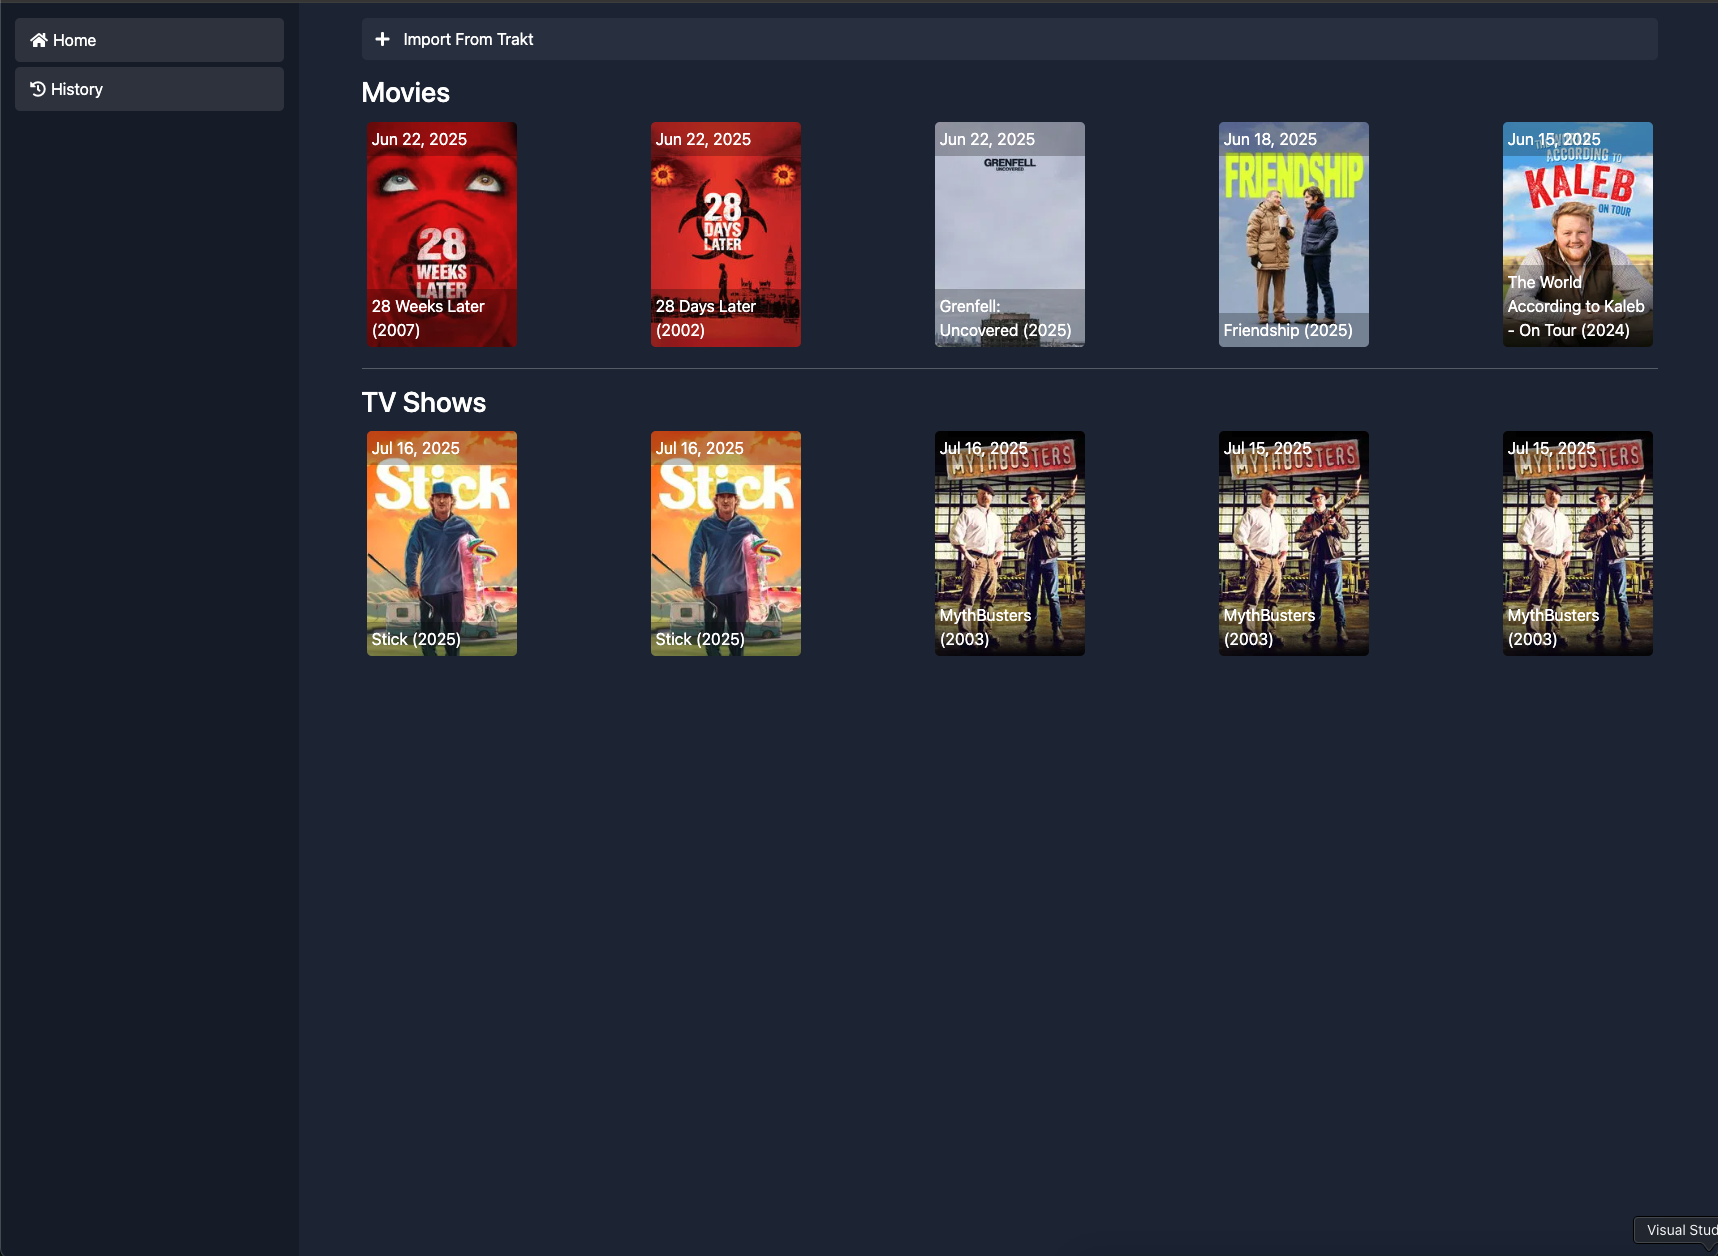 Home
History
Import From Trakt
Movies
Jun 22, 2025
28
WEEKS
LATER
28 Weeks Later
(2007)
Jun 22, 2025
28
DAYS
LATER
28 Days Later
(2002)
Jun 22, 2025
GRENFELL
UNCOVERED
Grenfell:
Uncovered (2025)
Jun 18, 2025
FRIENDSHIP
Friendship (2025)
Jun 15, 2025
THE WORLD
ACCORDING TO
KALEB
ON TOUR
The World
According to Kaleb
- On Tour (2024)
TV Shows
Jul 16, 2025
Stick
Stick (2025)
Jul 16, 2025
Stick
Stick (2025)
Jul 16, 2025
MYTHBUSTERS
MythBusters
(2003)
Jul 15, 2025
MYTHBUSTERS
MythBusters
(2003)
Jul 15, 2025
MYTHBUSTERS
MythBusters
(2003)
Visual Stud